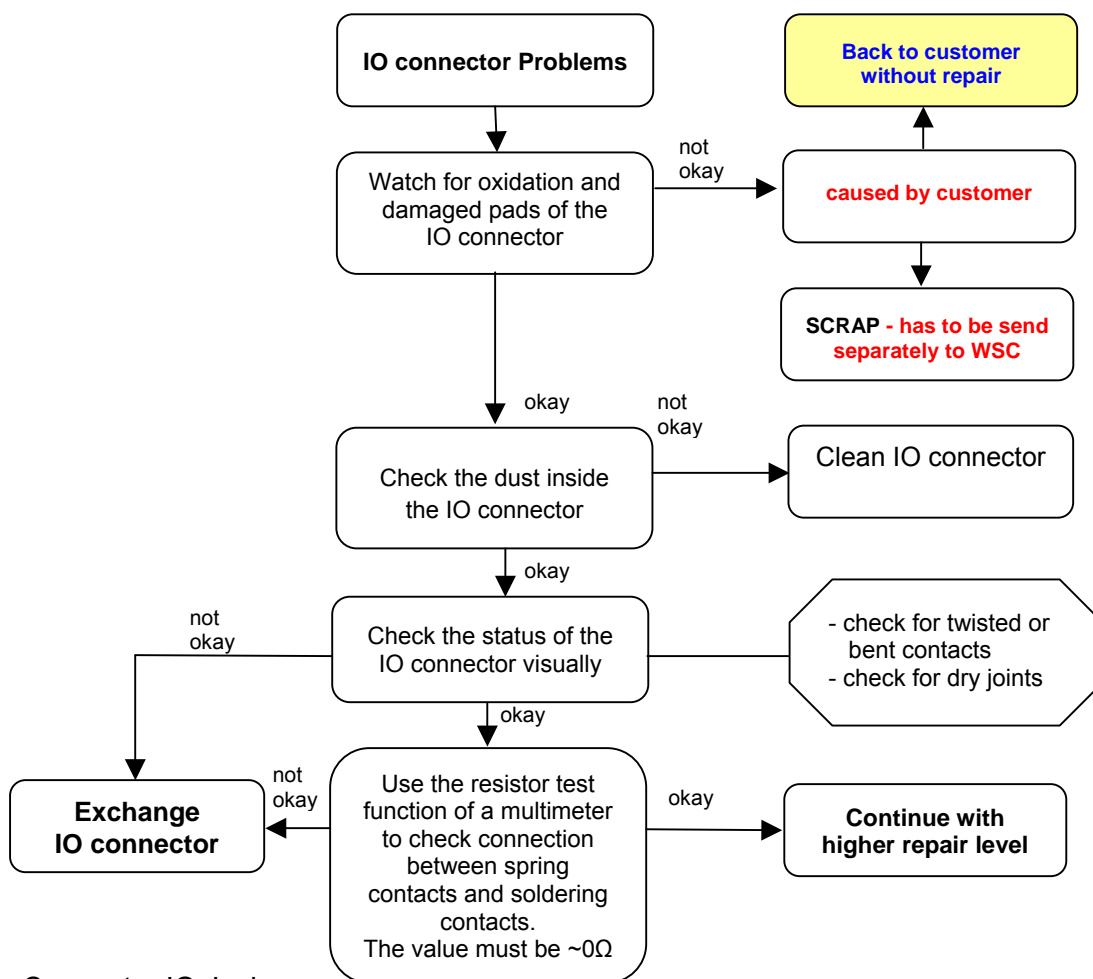 IO connector Problems
Back to customer
without repair
not
okay
Watch for oxidation and
damaged pads of the
IO connector
caused by customer
SCRAP - has to be send
separately to WSC
okay
not
okay
Check the dust inside
the IO connector
Clean IO connector
okay
not
okay
Check the status of the
IO connector visually
- check for twisted or
bent contacts
- check for dry joints
okay
Exchange
IO connector
not
okay
Use the resistor test
function of a multimeter
to check connection
between spring
contacts and soldering
contacts.
The value must be ~0Ω
okay
Continue with
higher repair level